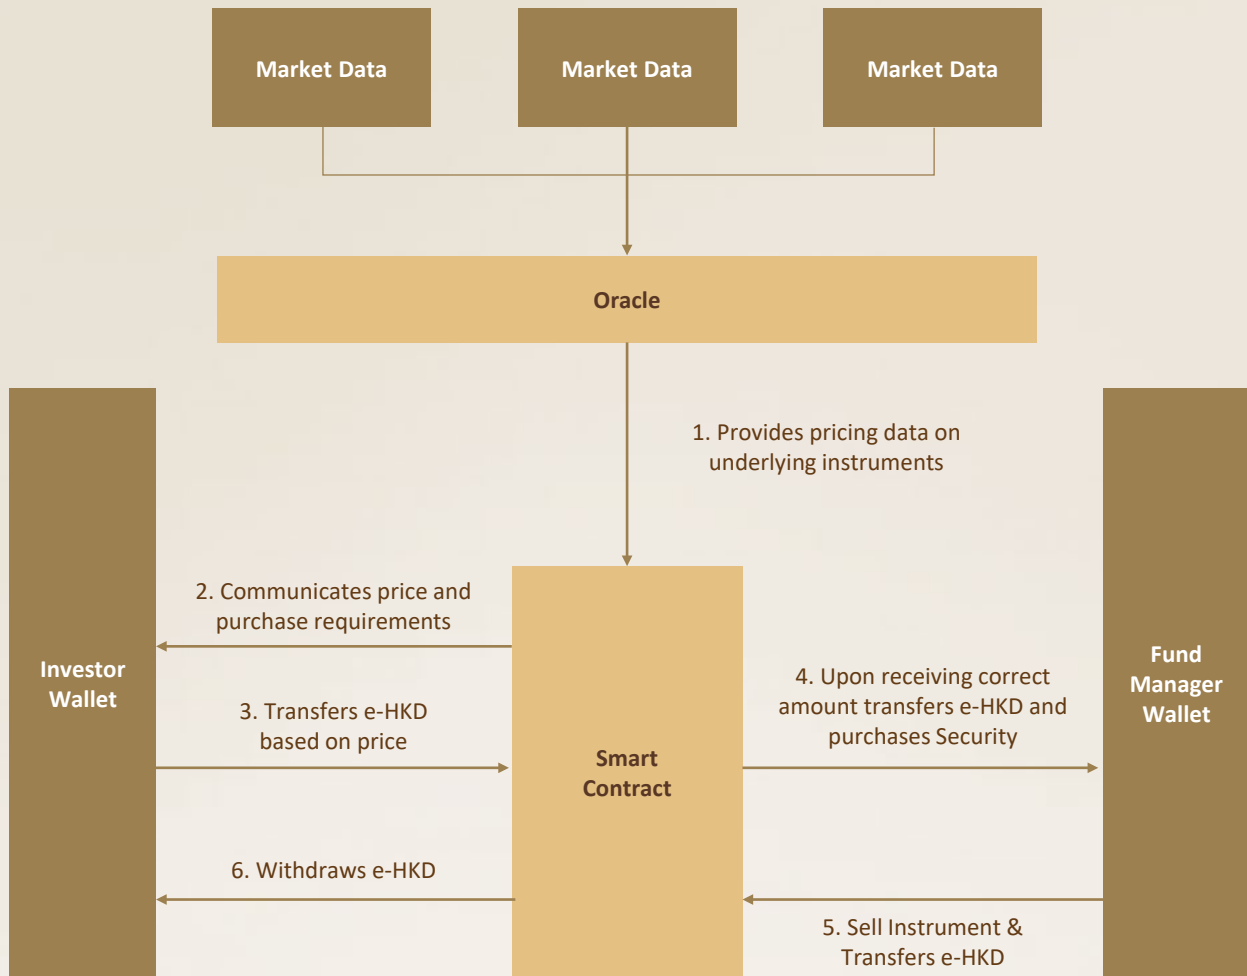 Market Data
Market Data
Market Data
Oracle
1. Provides pricing data on
underlying instruments
2. Communicates price and
purchase requirements
Investor
Wallet
3. Transfers e-HKD
based on price
Smart
Contract
4. Upon receiving correct
amount transfers e-HKD and
purchases Security
Fund
Manager
Wallet
6. Withdraws e-HKD
5. Sell Instrument &
Transfers e-HKD